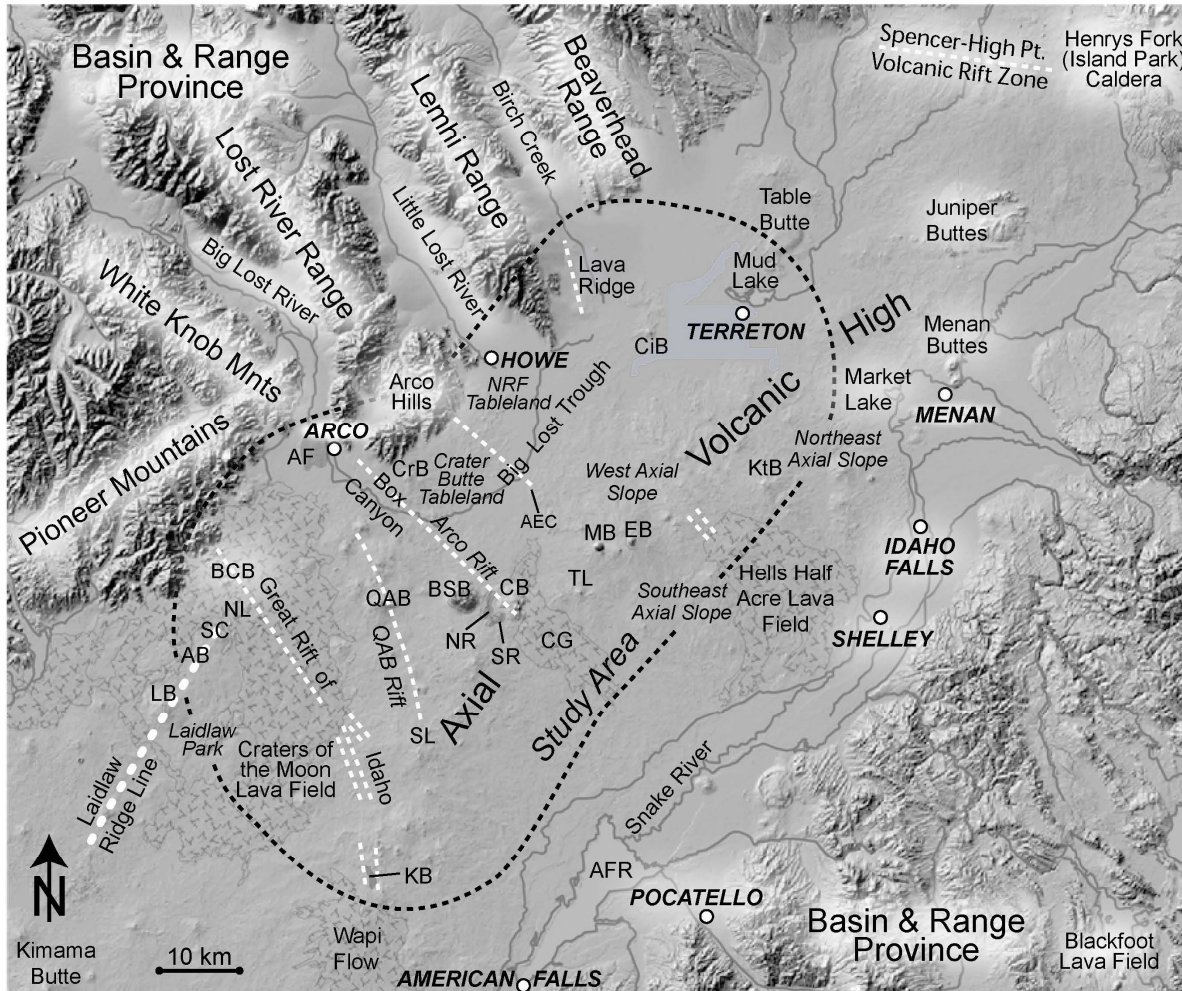 Basin & Range
Province
Lost River Range
Big Lost River
White Knob Mnts
Pioneer Mountains
Lemhi Range
Little Lost River
Birch Creek
Beaverhead
Range
Spencer-High Pt.
Volcanic Rift Zone
Henrys Fork
(Island Park)
Caldera
Table
Butte
Juniper
Buttes
Lava
Ridge
Mud
Lake
TERRETON
CiB
HOWE
NRF
Tableland
Arco
Hills
ARCO
AF
Big Lost Trough
CrB
Crater
Butte
Tableland
Box
Canyon
Arco Rift
AEC
Axial
Volcanic
High
Menan
Buttes
Market
Lake
MENAN
Northeast
Axial Slope
KtB
West Axial
Slope
MB
EB
TL
IDAHO
FALLS
SHELLEY
Hells Half
Acre Lava
Field
Southeast
Axial Slope
BCB
NL
SC
AB
LB
Great Rift of
Idaho
QAB
QAB Rift
BSB
CB
NR
SR
CG
SL
Study Area
Laidlaw
Park
Craters of
the Moon
Lava Field
Laidlaw
Ridge Line
KB
Snake River
AFR
POCATELLO
Basin & Range
Province
Blackfoot
Lava Field
N
Kimama
Butte
10 km
Wapi
Flow
AMERICAN FALLS